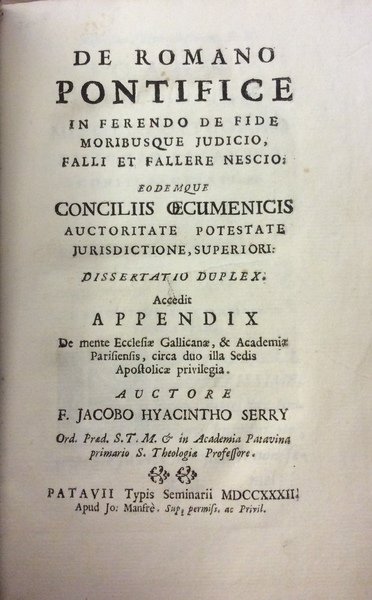 DE ROMANO
PONTIFICE
IN FERENDO DE FIDE
MORIBUSQUE JUDICIO,
FALLI ET FALLERE NESCIO;
EODEMQUE
CONCILIIS ŒCUMENICIS
AUCTORITATE POTESTATE
JURISDICTIONE, SUPERIORI:
DISSERTATIO DUPLEX.
Accedit
APPENDIX
De mente Ecclesiæ Gallicanæ, & Academiæ
Parisiensis, circa duo illa Sedis
Apostolicæ privilegia.
AUCTORE
F. JACOBO HYACINTHO SERRY
Ord. Præd. S. T. M. & in Academia Patavina
primario S. Theologiæ Professore.
PATAVII Typis Seminarii MDCCXXXII.
Apud Jo: Manfrè. Sup. permiss. ac Privil.